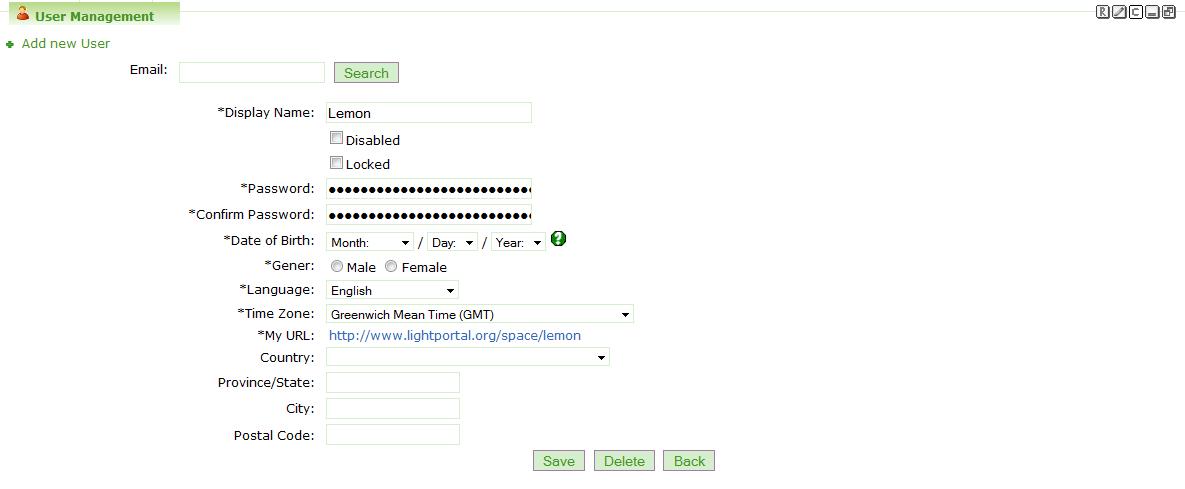 User Management
R C
Add new User
Email: Search
*Display Name: Lemon
Disabled
Locked
*Password: ••••••••••••••••••••••••••
*Confirm Password: ••••••••••••••••••••••••••
*Date of Birth: Month: / Day: / Year: ?
*Gener: Male Female
*Language: English
*Time Zone: Greenwich Mean Time (GMT)
*My URL: http://www.lightportal.org/space/lemon
Country:
Province/State:
City:
Postal Code:
Save Delete Back